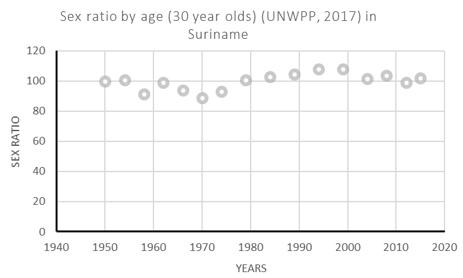 Sex ratio by age (30 year olds) (UNWPP, 2017) in
Suriname
120
100
80
60
40
20
0
SEX RATIO
1940 1950 1960 1970 1980 1990 2000 2010 2020
YEARS